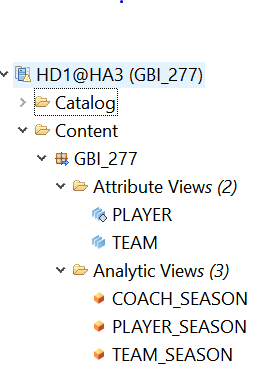 HD1@HA3 (GBI_277)
Catalog
Content
GBI_277
Attribute Views (2)
PLAYER
TEAM
Analytic Views (3)
COACH_SEASON
PLAYER_SEASON
TEAM_SEASON